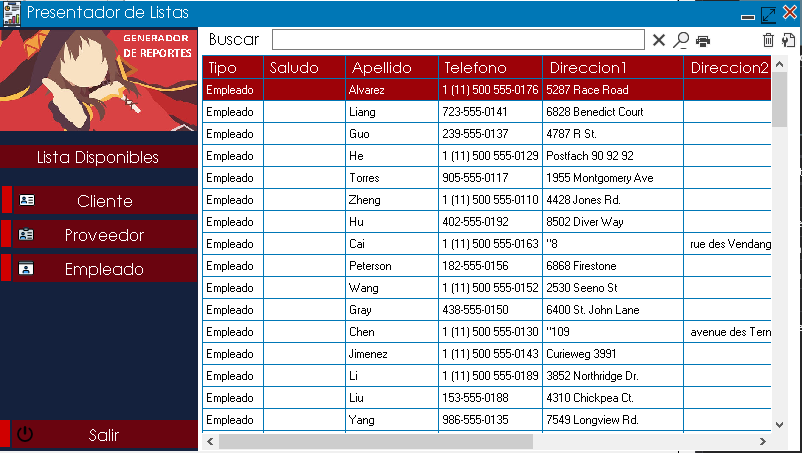 Presentador de Listas
GENERADOR
DE REPORTES
Lista Disponibles
Cliente
Proveedor
Empleado
Salir
Buscar
Tipo Saludo Apellido Telefono Direccion1 Direccion2
Empleado Alvarez 1 (11) 500 555-0176 5287 Race Road
Empleado Liang 723-555-0141 6828 Benedict Court
Empleado Guo 239-555-0137 4787 R St.
Empleado He 1 (11) 500 555-0129 Postfach 90 92 92
Empleado Torres 905-555-0117 1955 Montgomery Ave
Empleado Zheng 1 (11) 500 555-0110 4428 Jones Rd.
Empleado Hu 402-555-0192 8502 Diver Way
Empleado Cai 1 (11) 500 555-0163 "8 rue des Vendang
Empleado Peterson 182-555-0156 6868 Firestone
Empleado Wang 1 (11) 500 555-0152 2530 Seeno St
Empleado Gray 438-555-0150 6400 St. John Lane
Empleado Chen 1 (11) 500 555-0130 "109 avenue des Tern
Empleado Jimenez 1 (11) 500 555-0143 Curieweg 3991
Empleado Li 1 (11) 500 555-0189 3852 Northridge Dr.
Empleado Liu 153-555-0188 4310 Chickpea Ct.
Empleado Yang 986-555-0135 7549 Longview Rd.